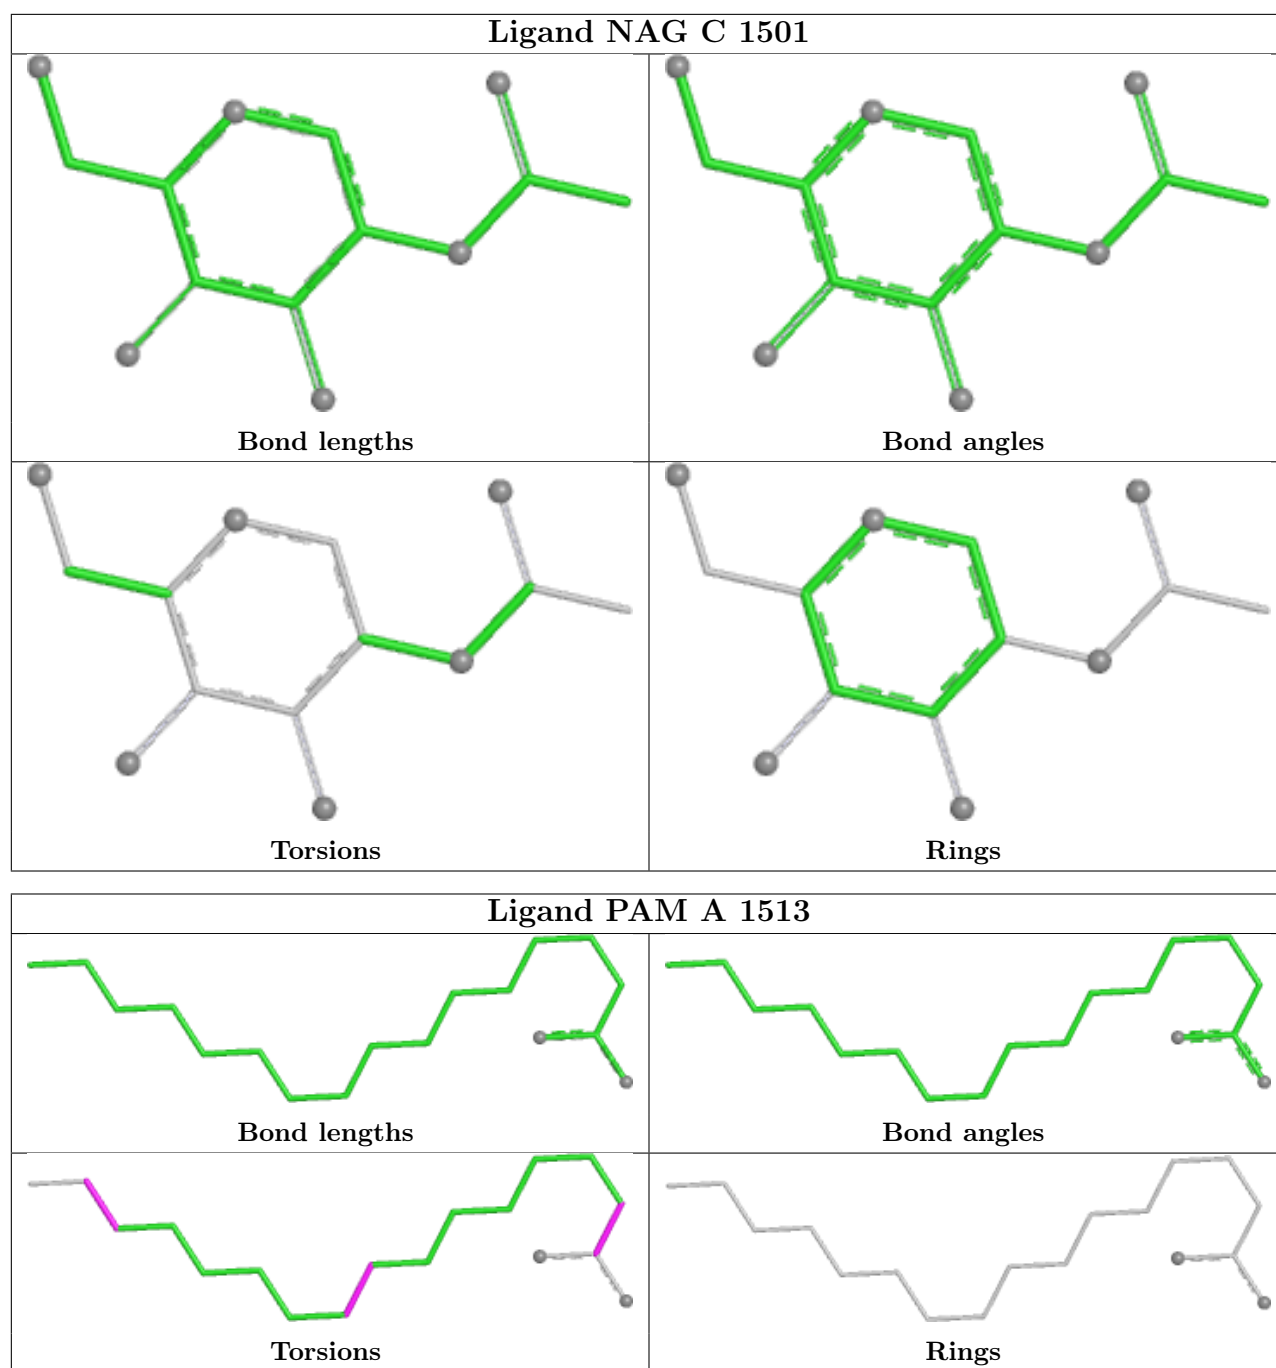 Ligand NAG C 1501
Bond lengths
Bond angles
Torsions
Rings
Ligand PAM A 1513
Bond lengths
Bond angles
Torsions
Rings